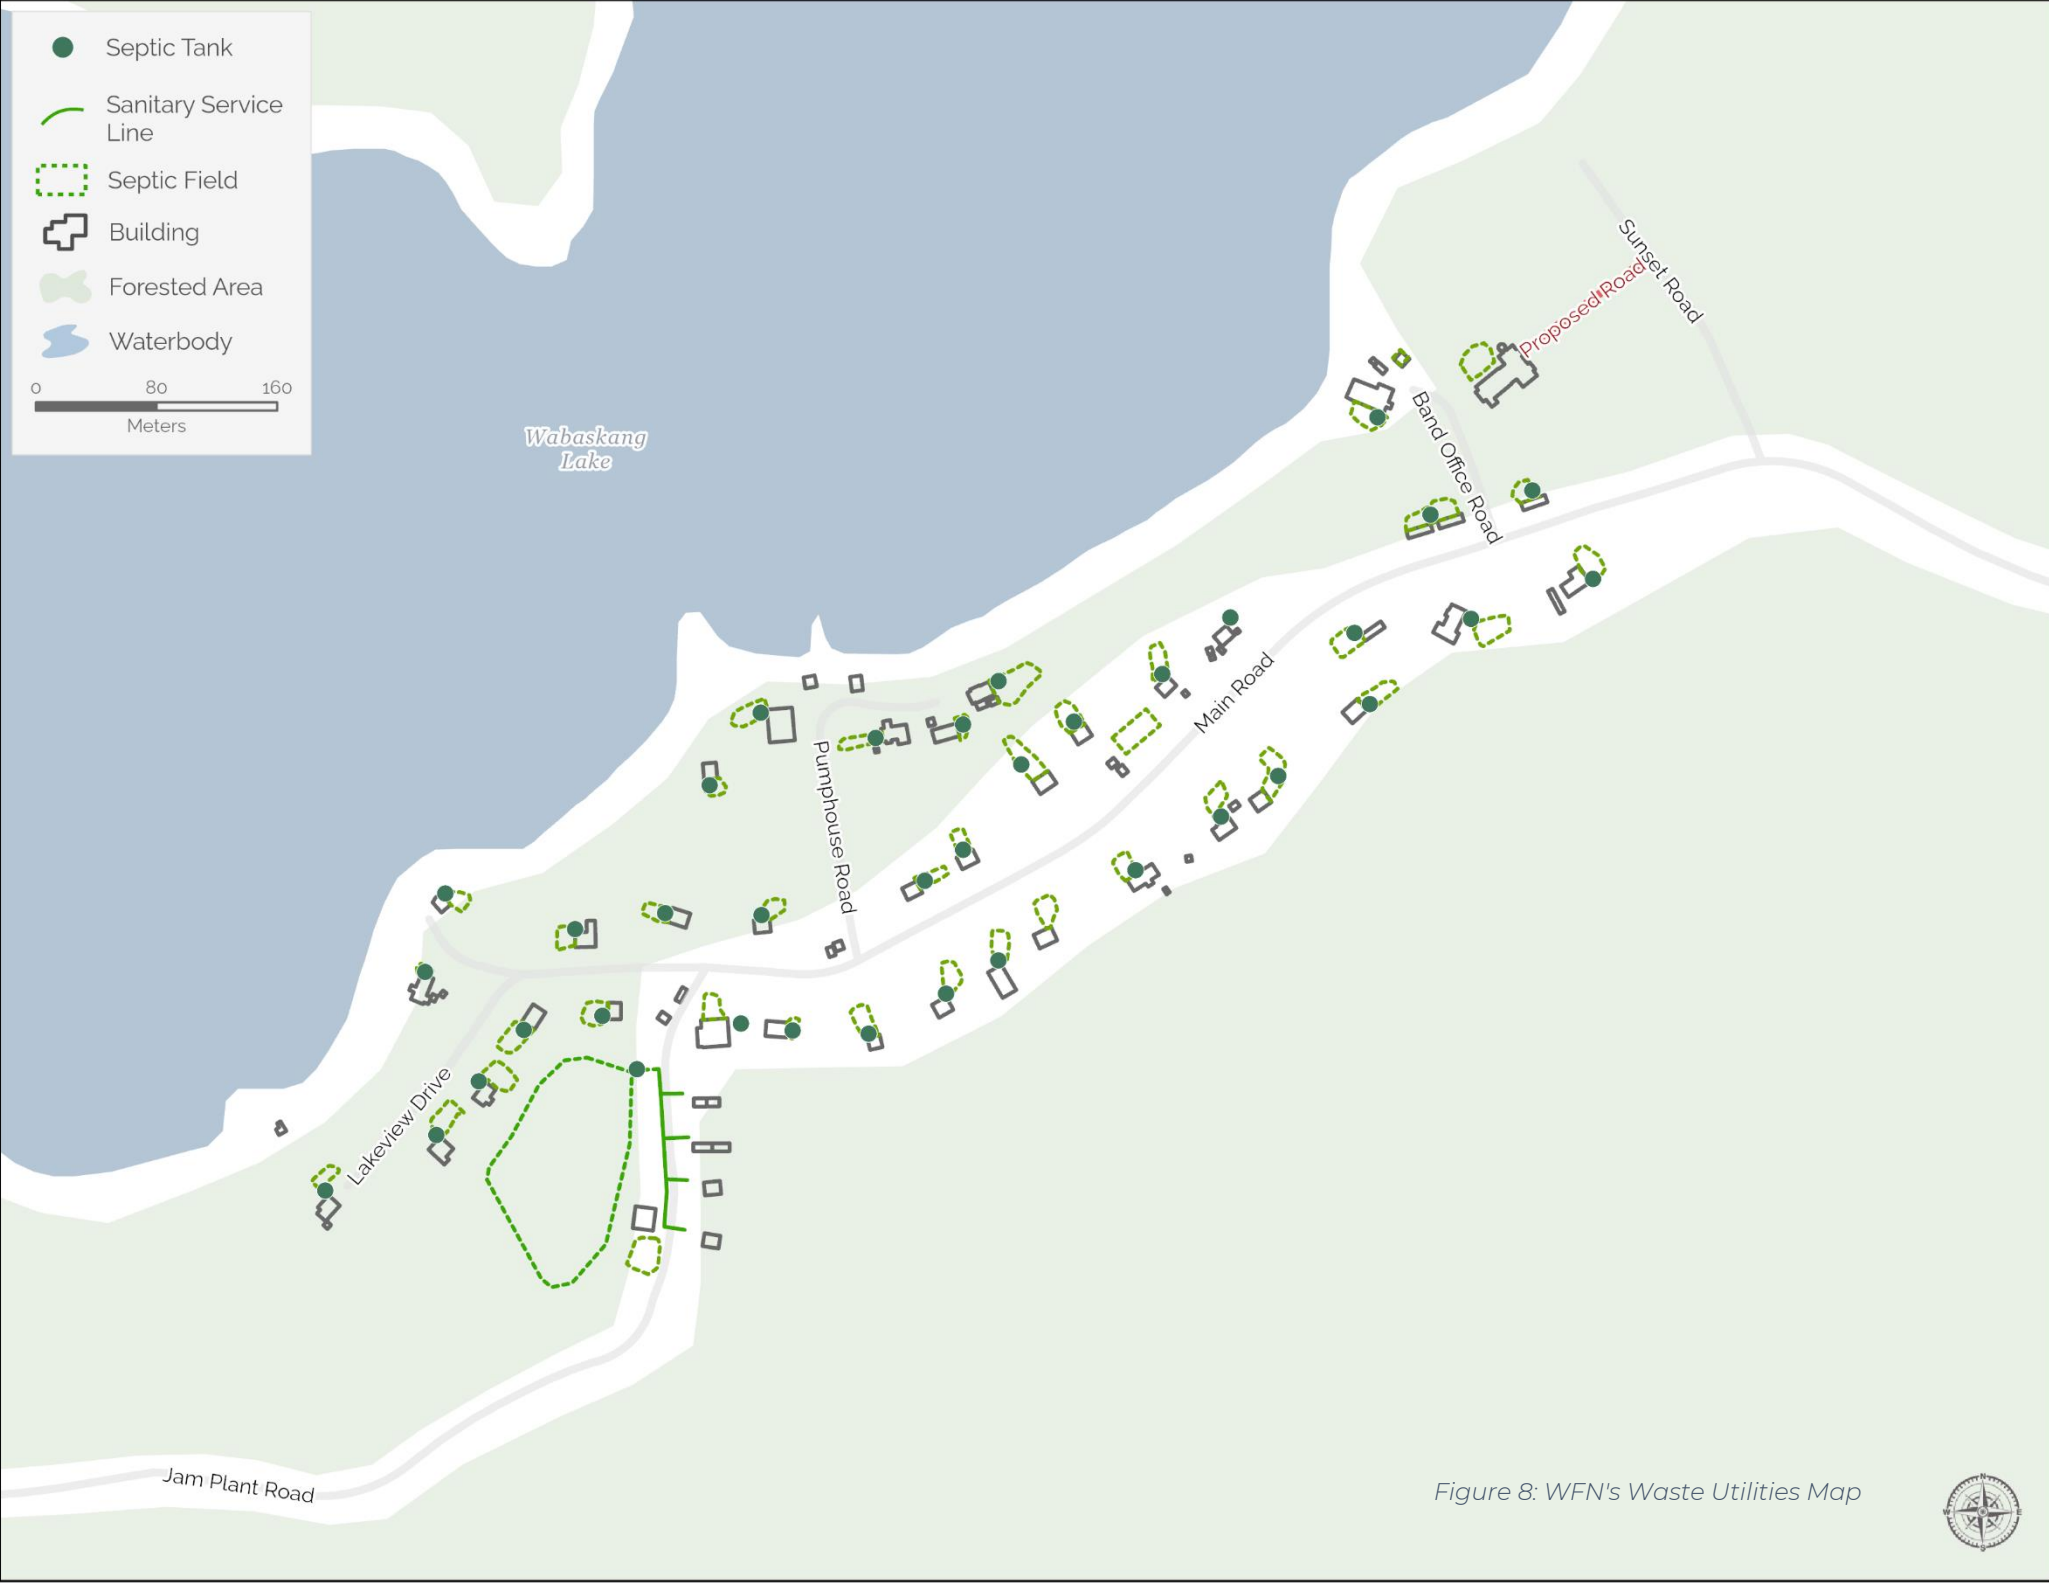 Septic Tank
Sanitary Service
Line
Septic Field
Building
Forested Area
Waterbody
0 80 160
Meters
Wabaskang
Lake
Sunset Road
Proposed Road
Band Office Road
Main Road
Pumphouse Road
Lakeview Drive
Jam Plant Road
Figure 8: WFN's Waste Utilities Map
N
W E
S